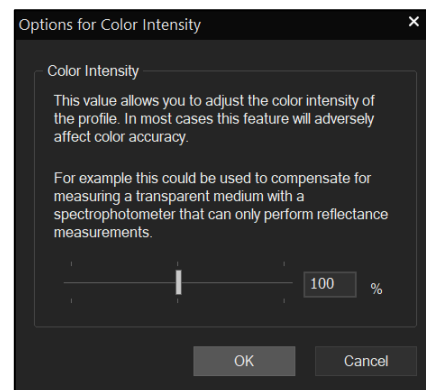 Options for Color Intensity
×
Color Intensity
This value allows you to adjust the color intensity of
the profile. In most cases this feature will adversely
affect color accuracy.
For example this could be used to compensate for
measuring a transparent medium with a
spectrophotometer that can only perform reflectance
measurements.
100 %
OK Cancel